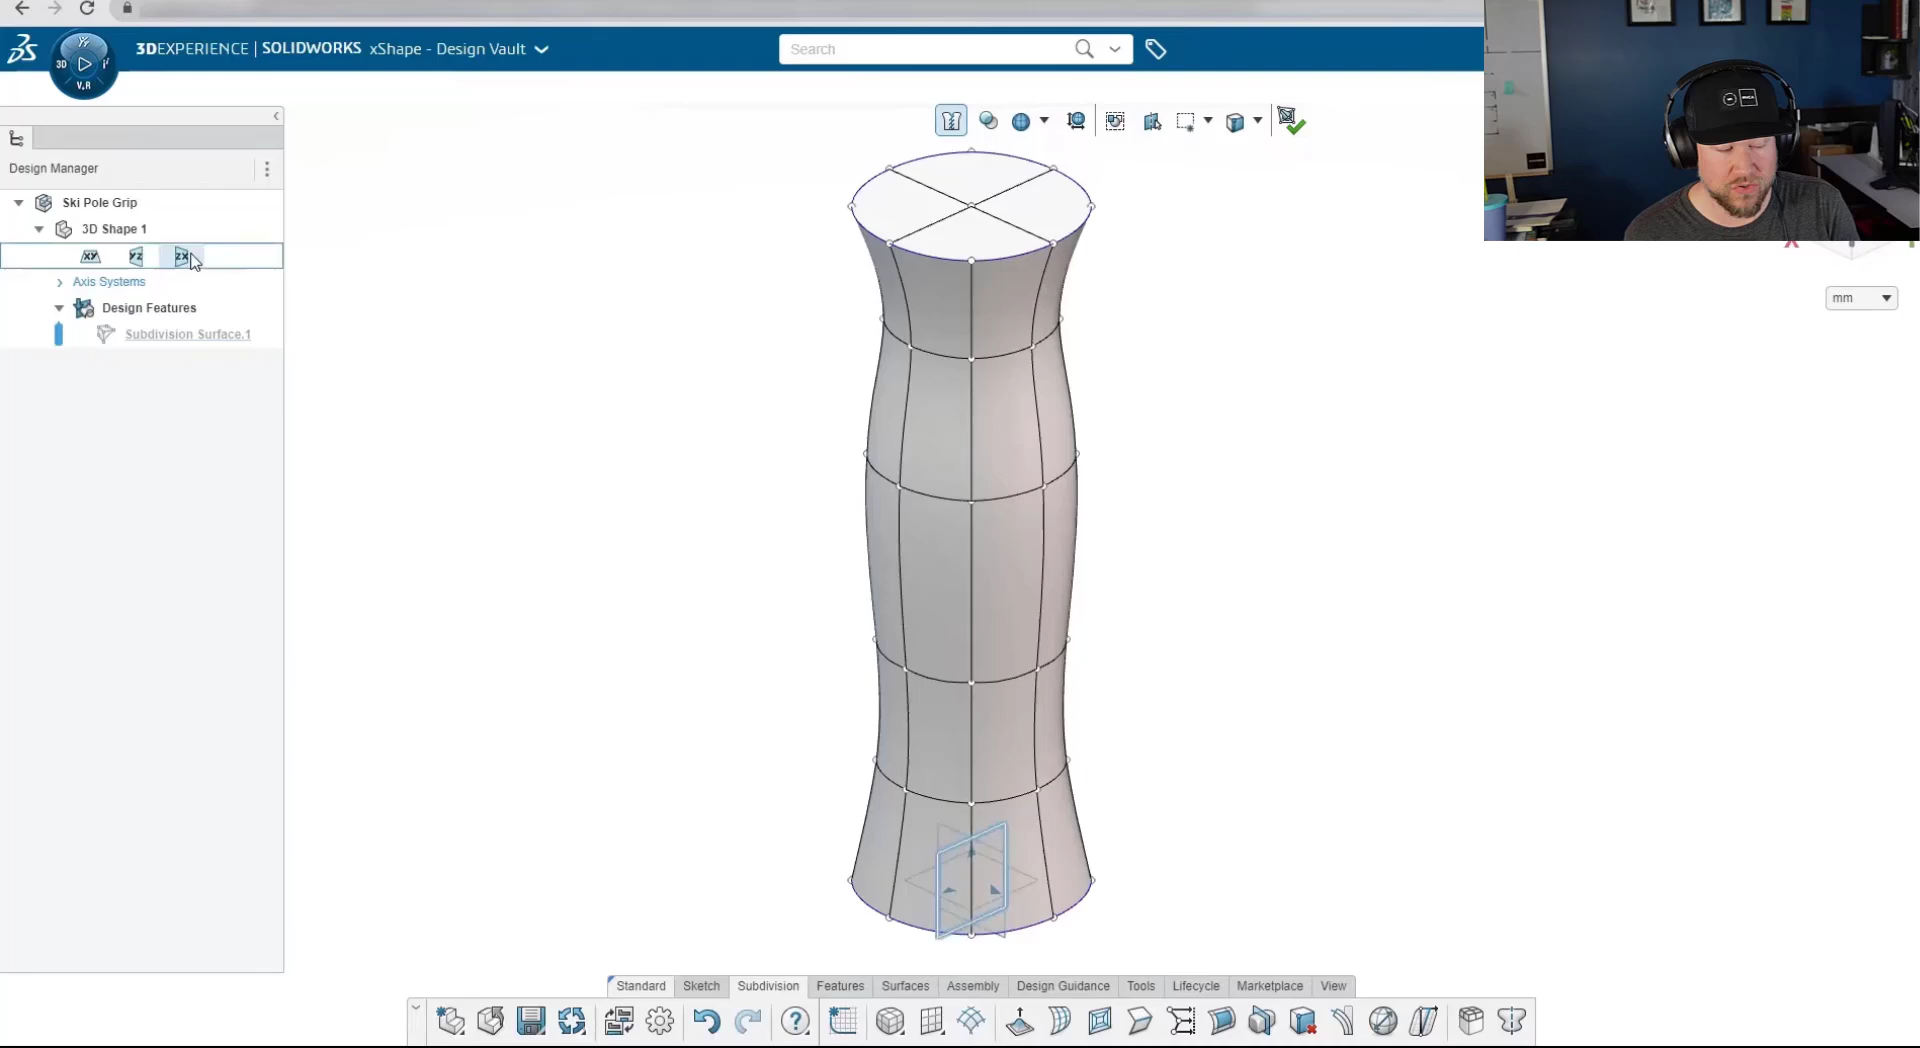 3DEXPERIENCE | SOLIDWORKS xShape - Design Vault
Search
3D
V.R
Design Manager
Ski Pole Grip
3D Shape 1
XY YZ ZX
Axis Systems
Design Features
Subdivision Surface.1
mm
Standard Sketch Subdivision Features Surfaces Assembly Design Guidance Tools Lifecycle Marketplace View